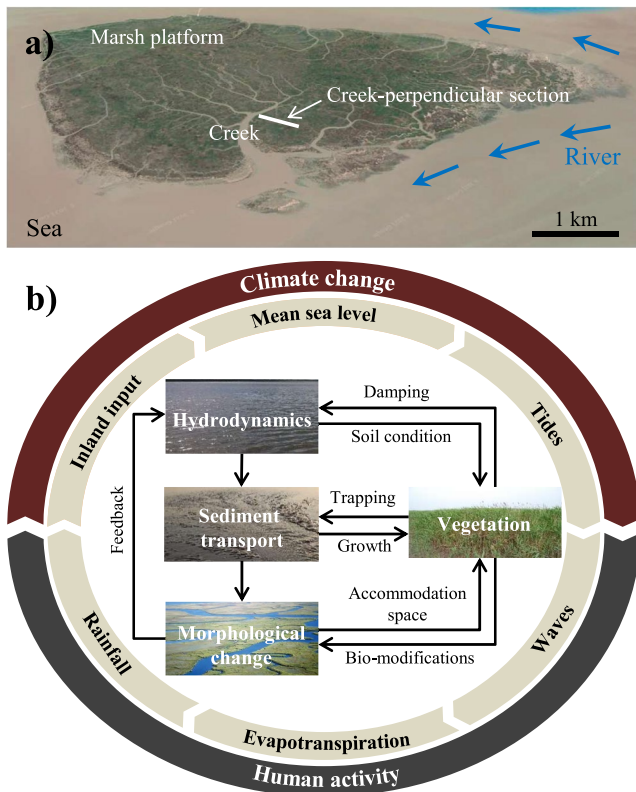 a)
Marsh platform
Creek-perpendicular section
Creek
River
Sea
1 km
b)
Climate change
Mean sea level
Inland input
Tides
Hydrodynamics
Damping
Soil condition
Feedback
Sediment
transport
Trapping
Growth
Vegetation
Accommodation
space
Morphological
change
Bio-modifications
Rainfall
Waves
Evapotranspiration
Human activity